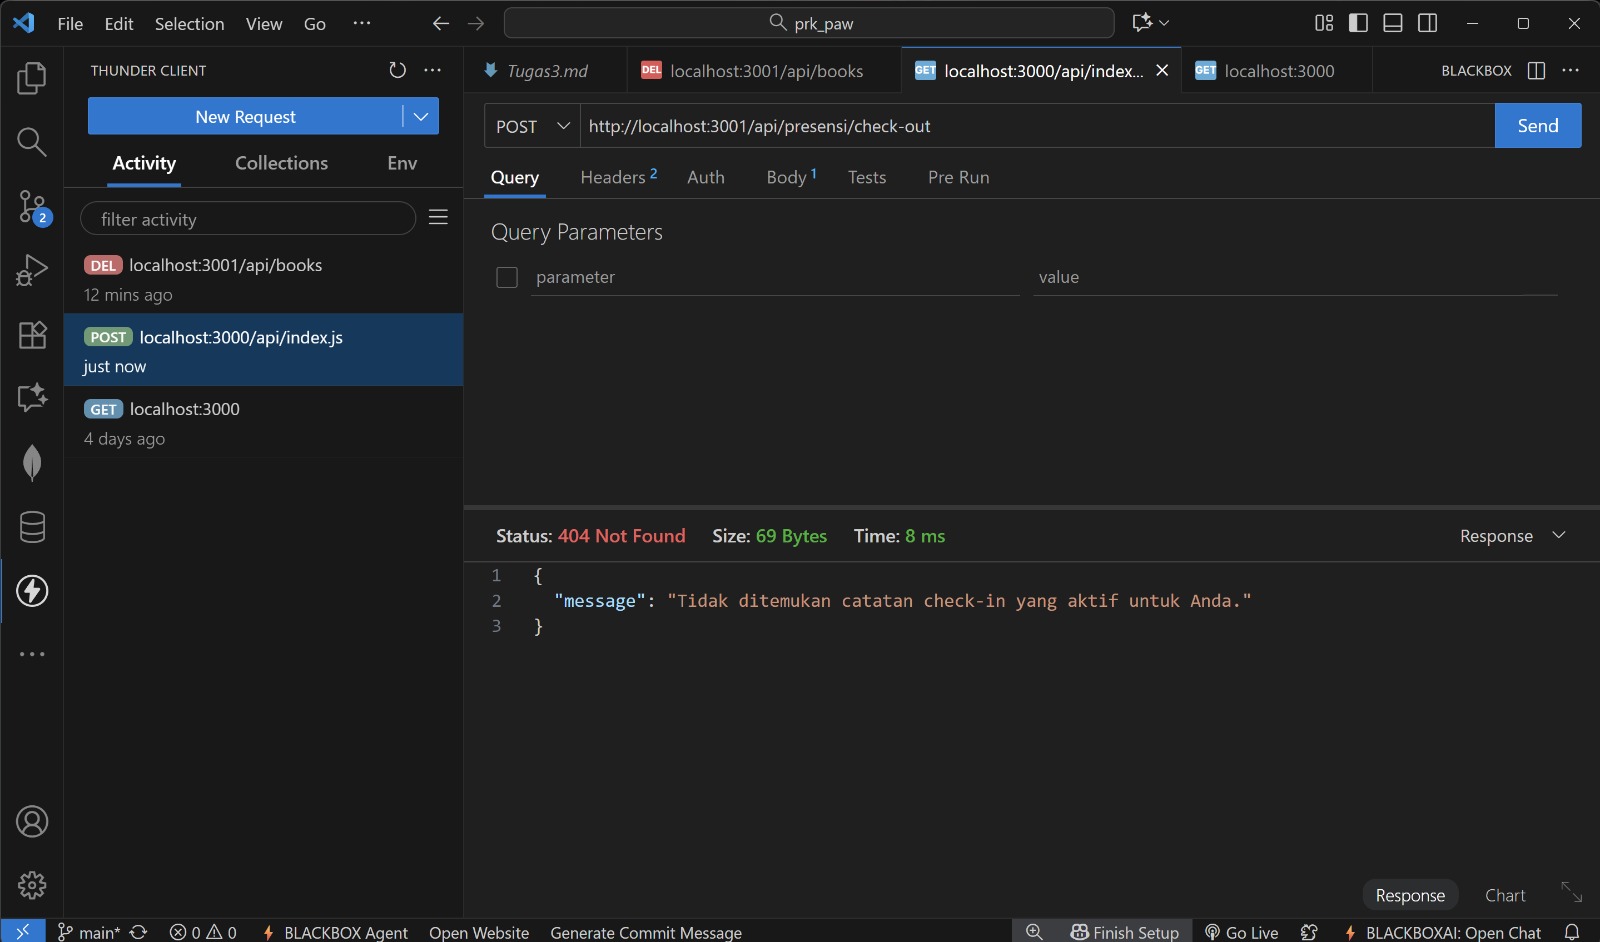 File Edit Selection View Go ··· prk_paw
THUNDER CLIENT
New Request
Activity Collections Env
filter activity
DEL localhost:3001/api/books
12 mins ago
POST localhost:3000/api/index.js
just now
GET localhost:3000
4 days ago
2
Tugas3.md
DEL localhost:3001/api/books
GET localhost:3000/api/index...
GET localhost:3000
BLACKBOX
POST http://localhost:3001/api/presensi/check-out Send
Query Headers 2 Auth Body 1 Tests Pre Run
Query Parameters
parameter value
Status: 404 Not Found Size: 69 Bytes Time: 8 ms Response
1 {
2 "message": "Tidak ditemukan catatan check-in yang aktif untuk Anda."
3 }
Response Chart
main* 0 0 BLACKBOX Agent Open Website Generate Commit Message Finish Setup Go Live BLACKBOXAI: Open Chat